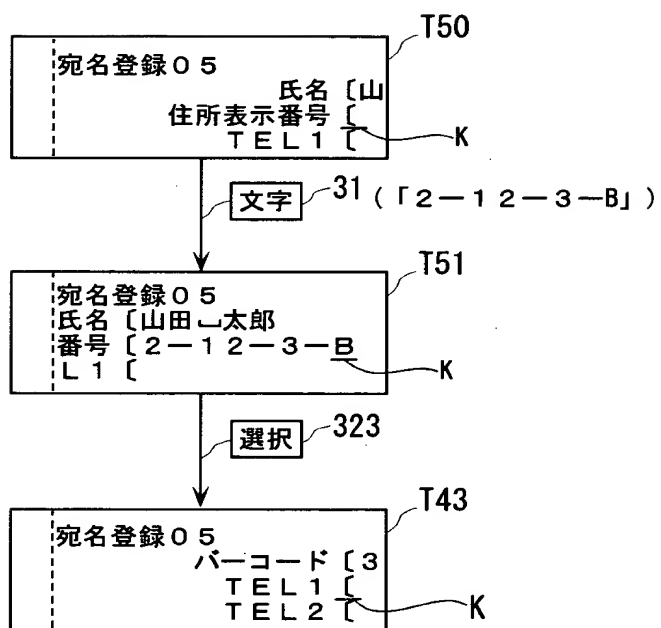 T50
宛名登録05
氏名〔山
住所表示番号〔
TEL1〔
K
文字 31 (「2－12－3－B」)
T51
宛名登録05
氏名〔山田␣太郎
番号〔2－12－3－B
L1〔
K
選択 323
T43
宛名登録05
バーコード〔3
TEL1〔
TEL2〔
K